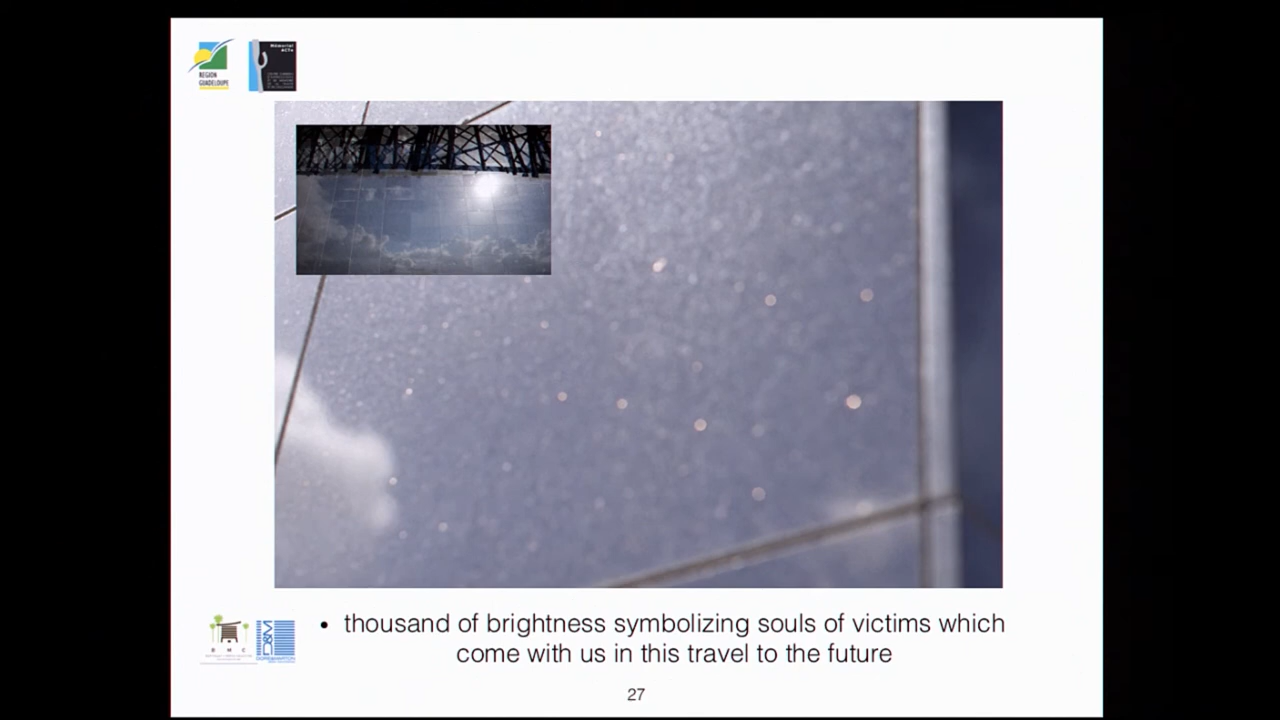 REGION
GUADELOUPE
Mémorial
ACTe
• thousand of brightness symbolizing souls of victims which
come with us in this travel to the future
B M C
27